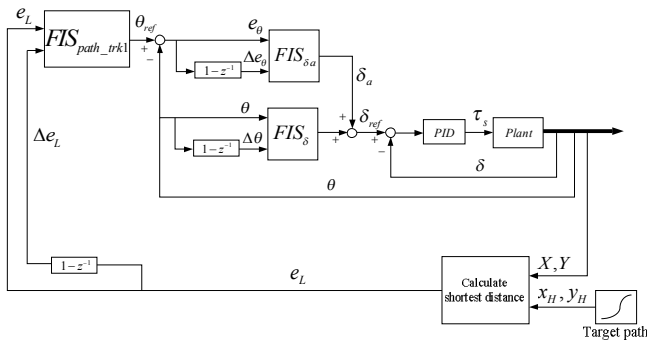 e_L
FIS_path_trk1
θ_ref
+
−
e_θ
Δe_θ
1−z⁻¹
FIS_δa
δ_a
Δe_L
θ
Δθ
1−z⁻¹
FIS_δ
+
+
δ_ref
+
−
PID
τ_s
Plant
δ
θ
1−z⁻¹
e_L
Calculate
shortest distance
X,Y
x_H, y_H
Target path